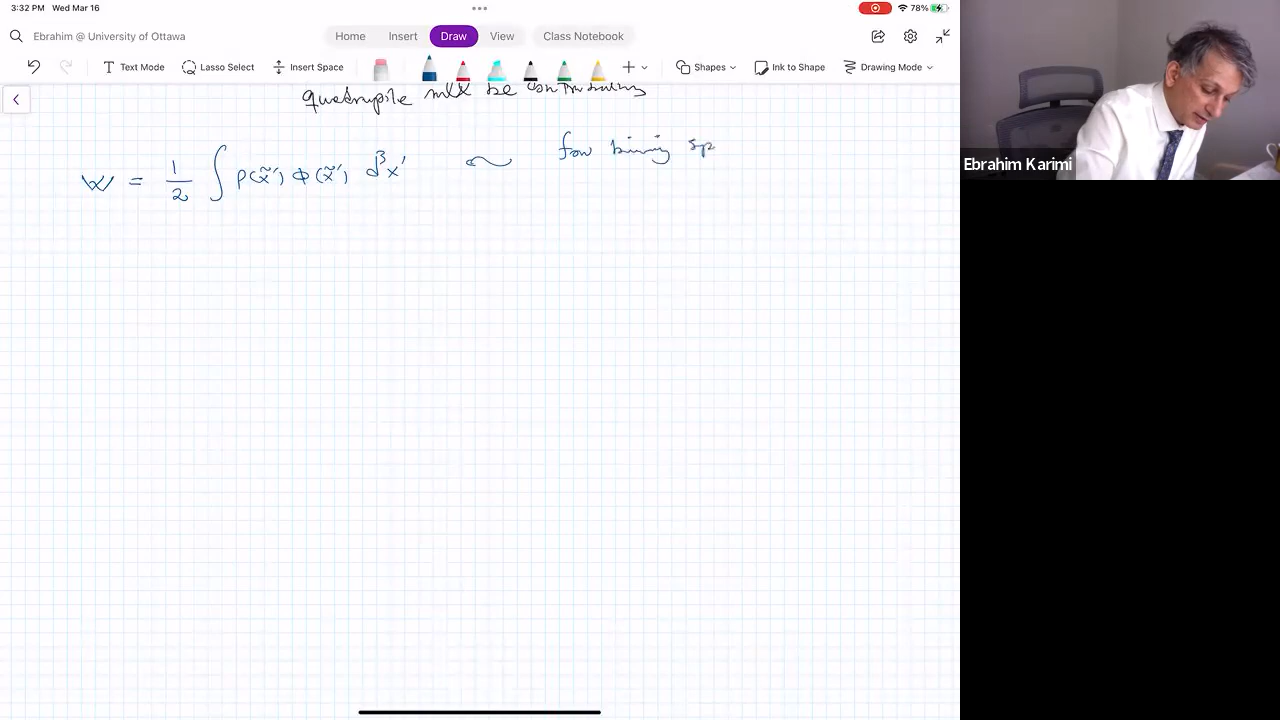 3:32 PM Wed Mar 16
78%
Ebrahim @ University of Ottawa
Home Insert Draw View Class Notebook
Text Mode Lasso Select Insert Space Shapes Ink to Shape Drawing Mode
quadrupole will be contributing
W = 1/2 ∫ ρ(x̃′) Φ(x̃′) d³x′ for sp
Ebrahim Karimi